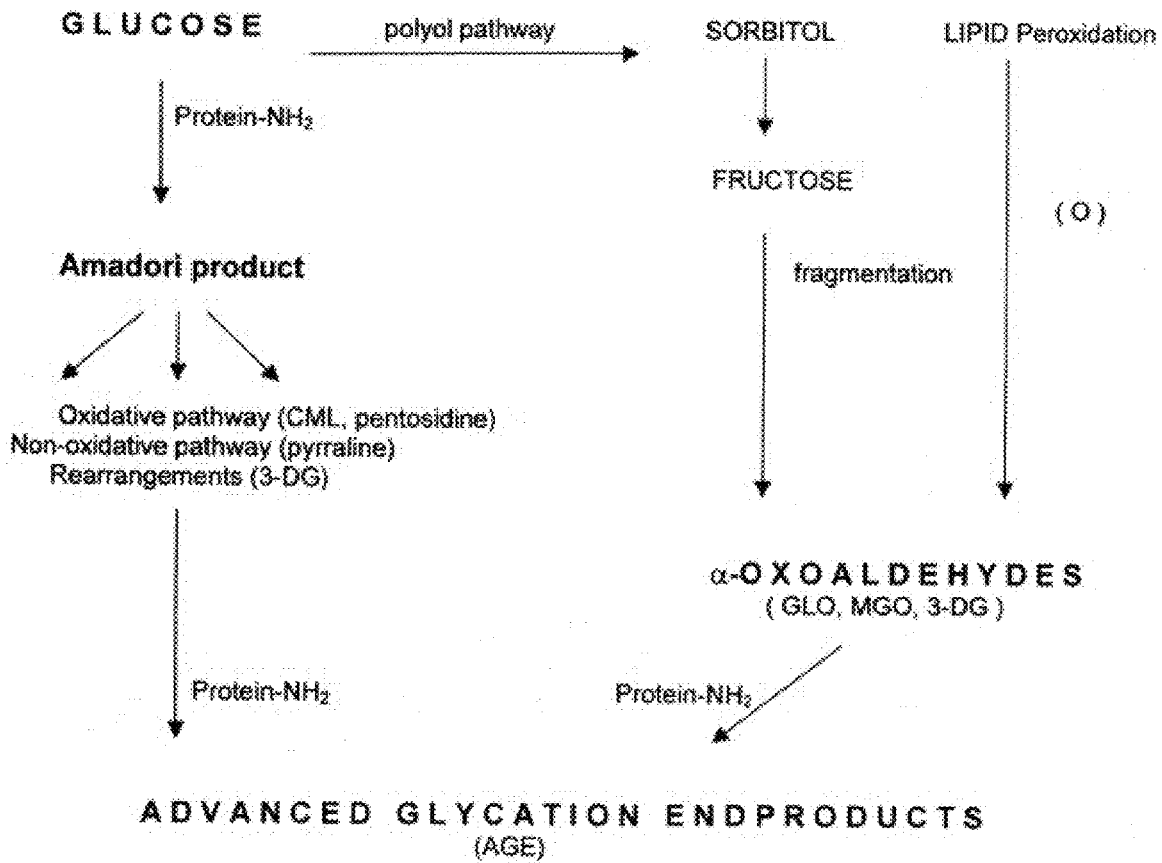 GLUCOSE
polyol pathway
SORBITOL
LIPID Peroxidation
Protein-NH₂
FRUCTOSE
( O )
Amadori product
fragmentation
Oxidative pathway (CML, pentosidine)
Non-oxidative pathway (pyrraline)
Rearrangements (3-DG)
α-OXOALDEHYDES
( GLO, MGO, 3-DG )
Protein-NH₂
Protein-NH₂
ADVANCED GLYCATION ENDPRODUCTS
(AGE)